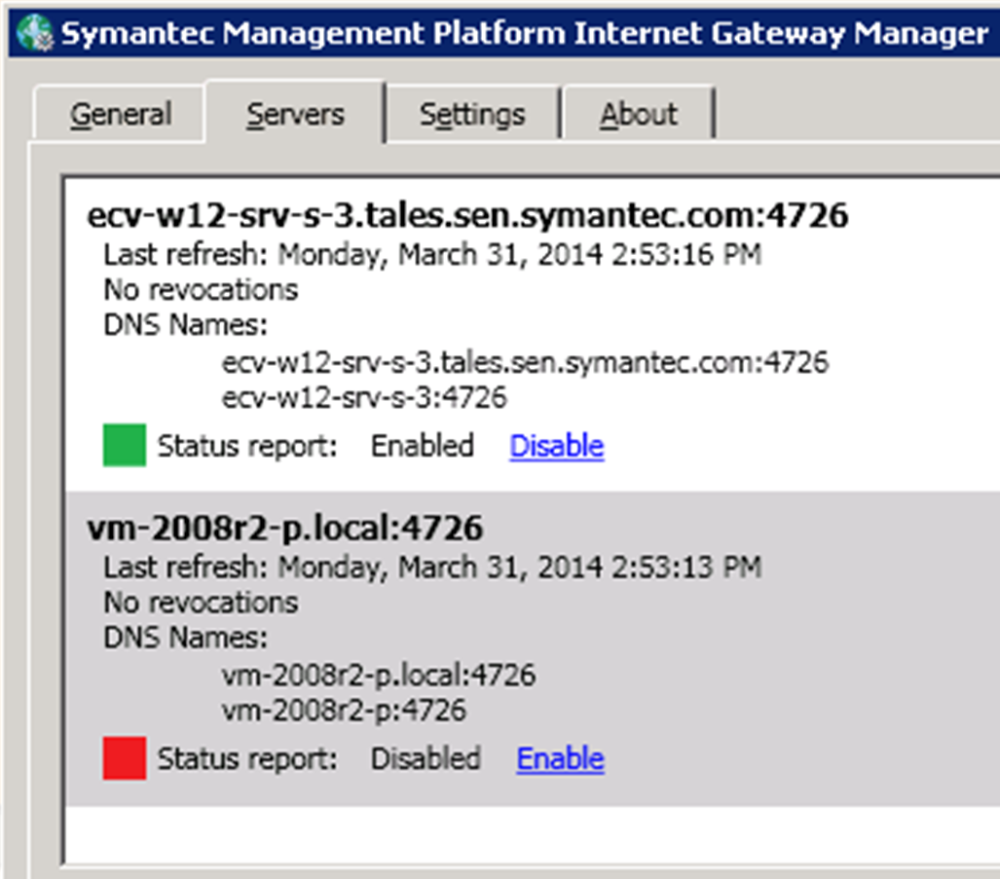 Symantec Management Platform Internet Gateway Manager
General Servers Settings About
ecv-w12-srv-s-3.tales.sen.symantec.com:4726
Last refresh: Monday, March 31, 2014 2:53:16 PM
No revocations
DNS Names:
ecv-w12-srv-s-3.tales.sen.symantec.com:4726
ecv-w12-srv-s-3:4726
Status report: Enabled Disable
vm-2008r2-p.local:4726
Last refresh: Monday, March 31, 2014 2:53:13 PM
No revocations
DNS Names:
vm-2008r2-p.local:4726
vm-2008r2-p:4726
Status report: Disabled Enable